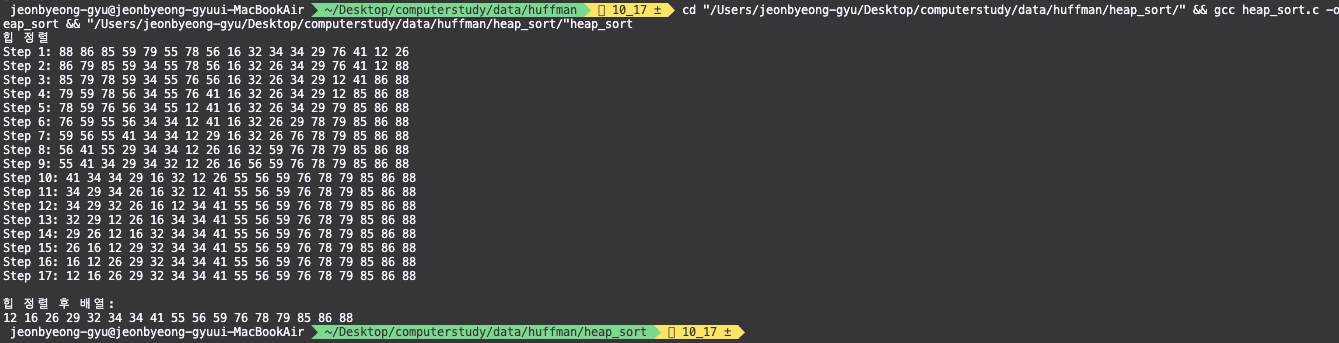 jeonbyeong-gyu@jeonbyeong-gyuui-MacBookAir ~/Desktop/computerstudy/data/huffman 10_17 ± cd "/Users/jeonbyeong-gyu/Desktop/computerstudy/data/huffman/heap_sort/" && gcc heap_sort.c -o
eap_sort && "/Users/jeonbyeong-gyu/Desktop/computerstudy/data/huffman/heap_sort/"heap_sort
힙 정렬
Step 1: 88 86 85 59 79 55 78 56 16 32 34 34 29 76 41 12 26
Step 2: 86 79 85 59 34 55 78 56 16 32 26 34 29 76 41 12 88
Step 3: 85 79 78 59 34 55 76 56 16 32 26 34 29 12 41 86 88
Step 4: 79 59 78 56 34 55 76 41 16 32 26 34 29 12 85 86 88
Step 5: 78 59 76 56 34 55 12 41 16 32 26 34 29 79 85 86 88
Step 6: 76 59 55 56 34 34 12 41 16 32 26 29 78 79 85 86 88
Step 7: 59 56 55 41 34 34 12 29 16 32 26 76 78 79 85 86 88
Step 8: 56 41 55 29 34 34 12 26 16 32 59 76 78 79 85 86 88
Step 9: 55 41 34 29 34 32 12 26 16 56 59 76 78 79 85 86 88
Step 10: 41 34 34 29 16 32 12 26 55 56 59 76 78 79 85 86 88
Step 11: 34 29 34 26 16 32 12 41 55 56 59 76 78 79 85 86 88
Step 12: 34 29 32 26 16 12 34 41 55 56 59 76 78 79 85 86 88
Step 13: 32 29 12 26 16 34 34 41 55 56 59 76 78 79 85 86 88
Step 14: 29 26 12 16 32 34 34 41 55 56 59 76 78 79 85 86 88
Step 15: 26 16 12 29 32 34 34 41 55 56 59 76 78 79 85 86 88
Step 16: 16 12 26 29 32 34 34 41 55 56 59 76 78 79 85 86 88
Step 17: 12 16 26 29 32 34 34 41 55 56 59 76 78 79 85 86 88
힙 정렬 후 배열:
12 16 26 29 32 34 34 41 55 56 59 76 78 79 85 86 88
jeonbyeong-gyu@jeonbyeong-gyuui-MacBookAir ~/Desktop/computerstudy/data/huffman/heap_sort 10_17 ±